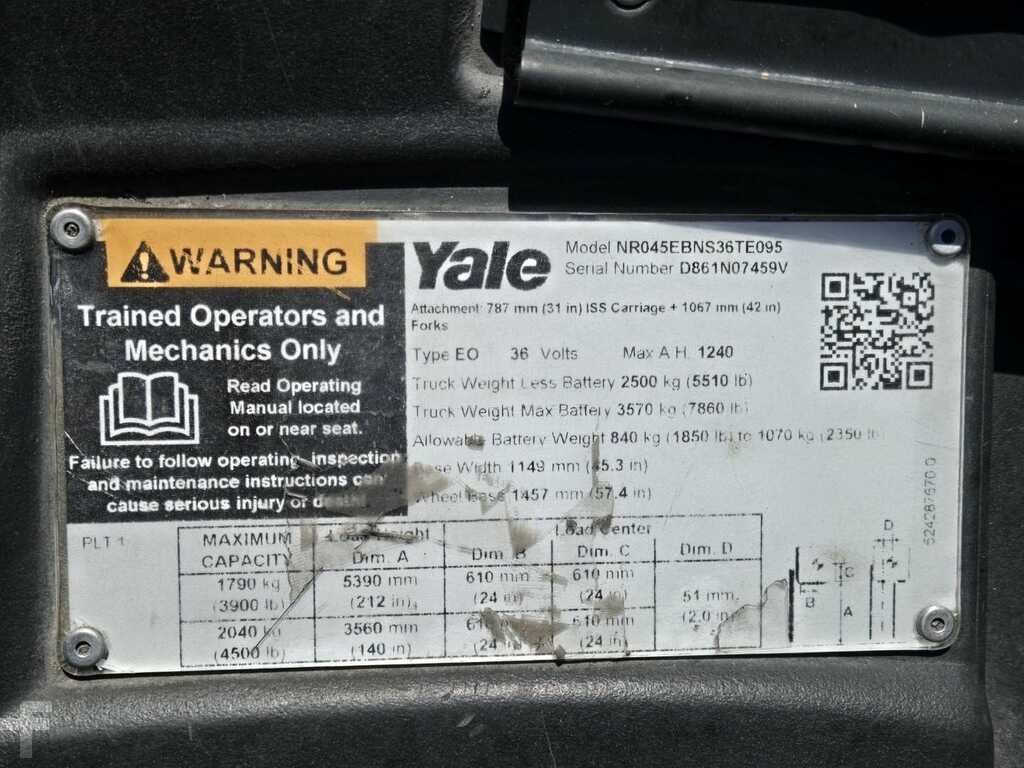 WARNING
Trained Operators and
Mechanics Only
Read Operating
Manual located
on or near seat.
Failure to follow operating, inspection
and maintenance instructions can
cause serious injury or death!
Yale
Model NR045EBNS36TE095
Serial Number D861N07459V
Attachment: 787 mm (31 in) ISS Carriage + 1067 mm (42 in)
Forks
Type EO 36 Volts Max A.H. 1240
Truck Weight Less Battery 2500 kg (5510 lb)
Truck Weight Max Battery 3570 kg (7860 lb)
Allowable Battery Weight 840 kg (1850 lb) to 1070 kg (2350 lb)
Base Width 1149 mm (45.3 in)
Wheel Base 1457 mm (57.4 in)
PLT 1
MAXIMUM CAPACITY Load Height Load Center
Dim. A Dim. B Dim. C Dim. D
1790 kg 5390 mm 610 mm 610 mm
(3900 lb) (212 in) (24 in) (24 in)
51 mm
(2.0 in)
2040 kg 3560 mm 610 mm 610 mm
(4500 lb) (140 in) (24 in) (24 in)
D
C
B
A